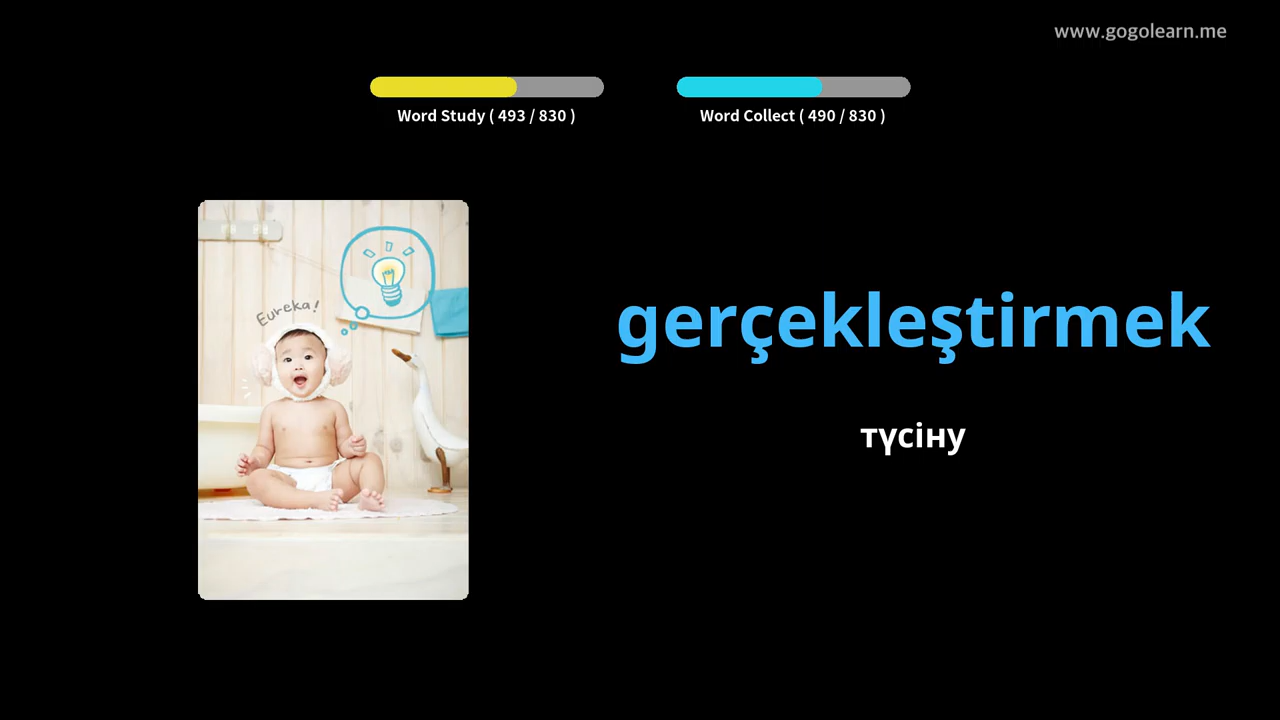 www.gogolearn.me
Word Study ( 493 / 830 )
Word Collect ( 490 / 830 )
Eureka!
gerçekleştirmek
түсіну